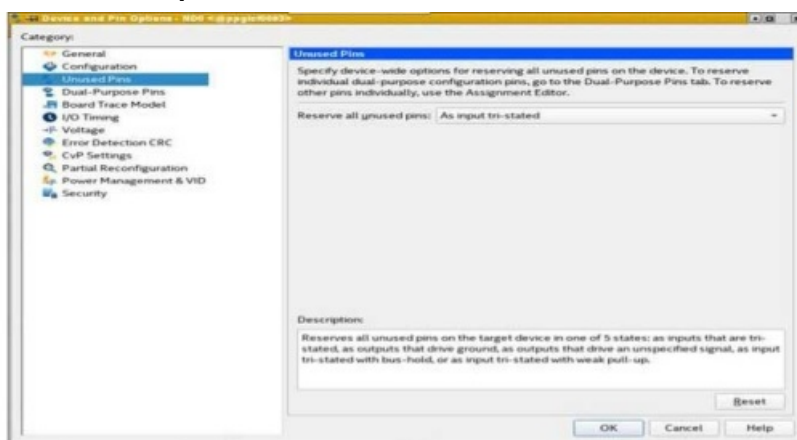 Device and Pin Options - ND6
Category:
General
Configuration
Unused Pins
Dual-Purpose Pins
Board Trace Model
I/O Timing
Voltage
Error Detection CRC
CvP Settings
Partial Reconfiguration
Power Management & VID
Security
Unused Pins
Specify device-wide options for reserving all unused pins on the device. To reserve
individual dual-purpose configuration pins, go to the Dual-Purpose Pins tab. To reserve
other pins individually, use the Assignment Editor.
Reserve all unused pins: As input tri-stated
Description:
Reserves all unused pins on the target device in one of 5 states: as inputs that are tri-
stated, as outputs that drive ground, as outputs that drive an unspecified signal, as input
tri-stated with bus-hold, or as input tri-stated with weak pull-up.
Reset
OK Cancel Help